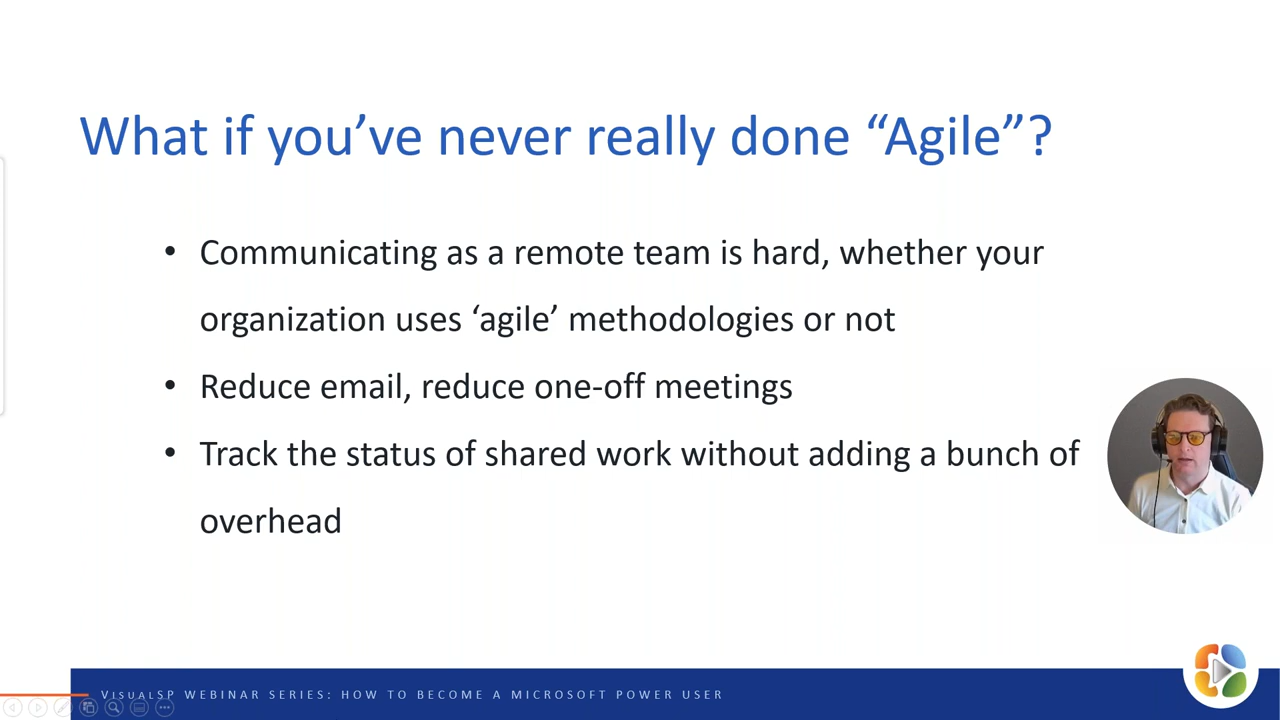 What if you’ve never really done “Agile”?
• Communicating as a remote team is hard, whether your
organization uses ‘agile’ methodologies or not
• Reduce email, reduce one-off meetings
• Track the status of shared work without adding a bunch of
overhead
VISUALSP WEBINAR SERIES: HOW TO BECOME A MICROSOFT POWER USER